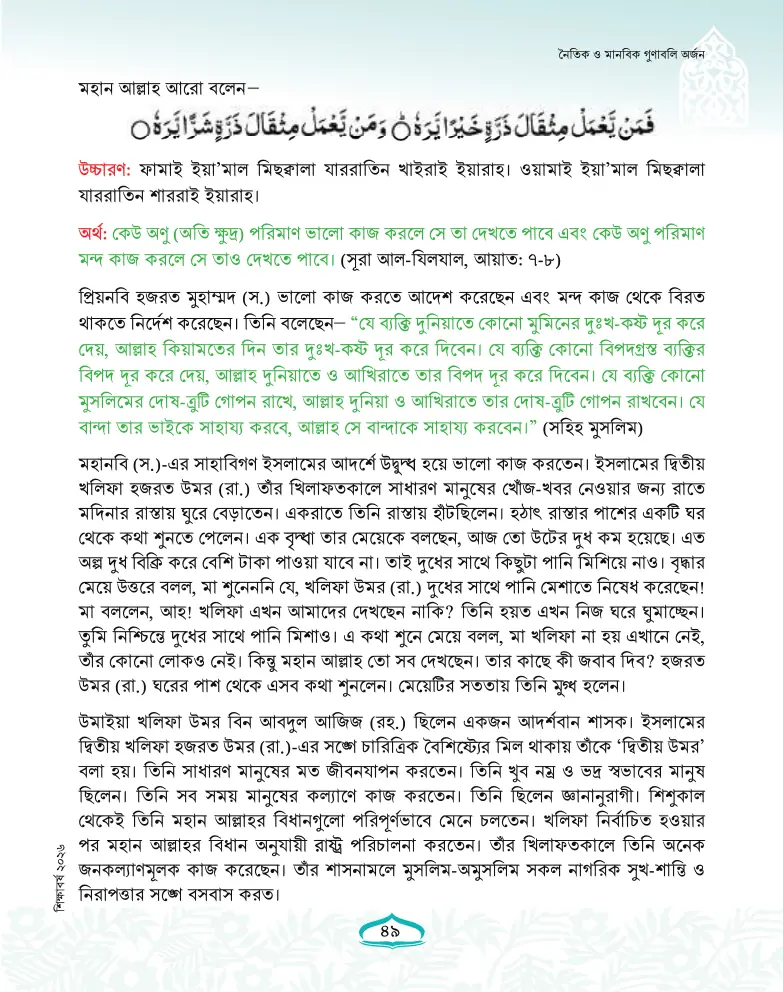 নৈতিক ও মানবিক গুণাবলি অর্জন
মহান আল্লাহ আরো বলেন–
فَمَنْ يَّعْمَلْ مِثْقَالَ ذَرَّةٍ خَيْرًا يَّرَهٗ ۝ وَمَنْ يَّعْمَلْ مِثْقَالَ ذَرَّةٍ شَرًّا يَّرَهٗ ۝
উচ্চারণ: ফামাই ইয়া’মাল মিছক্বালা যাররাতিন খাইরাই ইয়ারাহ। ওয়ামাই ইয়া’মাল মিছক্বালা
যাররাতিন শাররাই ইয়ারাহ।
অর্থ: কেউ অণু (অতি ক্ষুদ্র) পরিমাণ ভালো কাজ করলে সে তা দেখতে পাবে এবং কেউ অণু পরিমাণ
মন্দ কাজ করলে সে তাও দেখতে পাবে। (সূরা আল-যিলযাল, আয়াত: ৭-৮)
প্রিয়নবি হজরত মুহাম্মদ (স.) ভালো কাজ করতে আদেশ করেছেন এবং মন্দ কাজ থেকে বিরত
থাকতে নির্দেশ করেছেন। তিনি বলেছেন– “যে ব্যক্তি দুনিয়াতে কোনো মুমিনের দুঃখ-কষ্ট দূর করে
দেয়, আল্লাহ কিয়ামতের দিন তার দুঃখ-কষ্ট দূর করে দিবেন। যে ব্যক্তি কোনো বিপদগ্রস্ত ব্যক্তির
বিপদ দূর করে দেয়, আল্লাহ দুনিয়াতে ও আখিরাতে তার বিপদ দূর করে দিবেন। যে ব্যক্তি কোনো
মুসলিমের দোষ-ত্রুটি গোপন রাখে, আল্লাহ দুনিয়া ও আখিরাতে তার দোষ-ত্রুটি গোপন রাখবেন। যে
বান্দা তার ভাইকে সাহায্য করবে, আল্লাহ সে বান্দাকে সাহায্য করবেন।” (সহিহ মুসলিম)
মহানবি (স.)-এর সাহাবিগণ ইসলামের আদর্শে উদ্বুদ্ধ হয়ে ভালো কাজ করতেন। ইসলামের দ্বিতীয়
খলিফা হজরত উমর (রা.) তাঁর খিলাফতকালে সাধারণ মানুষের খোঁজ-খবর নেওয়ার জন্য রাতে
মদিনার রাস্তায় ঘুরে বেড়াতেন। একরাতে তিনি রাস্তায় হাঁটছিলেন। হঠাৎ রাস্তার পাশের একটি ঘর
থেকে কথা শুনতে পেলেন। এক বৃদ্ধা তার মেয়েকে বলছেন, আজ তো উটের দুধ কম হয়েছে। এত
অল্প দুধ বিক্রি করে বেশি টাকা পাওয়া যাবে না। তাই দুধের সাথে কিছুটা পানি মিশিয়ে নাও। বৃদ্ধার
মেয়ে উত্তরে বলল, মা শুনেননি যে, খলিফা উমর (রা.) দুধের সাথে পানি মেশাতে নিষেধ করেছেন!
মা বললেন, আহ! খলিফা এখন আমাদের দেখছেন নাকি? তিনি হয়ত এখন নিজ ঘরে ঘুমাচ্ছেন।
তুমি নিশ্চিন্তে দুধের সাথে পানি মিশাও। এ কথা শুনে মেয়ে বলল, মা খলিফা না হয় এখানে নেই,
তাঁর কোনো লোকও নেই। কিন্তু মহান আল্লাহ তো সব দেখছেন। তার কাছে কী জবাব দিব? হজরত
উমর (রা.) ঘরের পাশ থেকে এসব কথা শুনলেন। মেয়েটির সততায় তিনি মুগ্ধ হলেন।
উমাইয়া খলিফা উমর বিন আবদুল আজিজ (রহ.) ছিলেন একজন আদর্শবান শাসক। ইসলামের
দ্বিতীয় খলিফা হজরত উমর (রা.)-এর সঙ্গে চারিত্রিক বৈশিষ্ট্যের মিল থাকায় তাঁকে ‘দ্বিতীয় উমর’
বলা হয়। তিনি সাধারণ মানুষের মত জীবনযাপন করতেন। তিনি খুব নম্র ও ভদ্র স্বভাবের মানুষ
ছিলেন। তিনি সব সময় মানুষের কল্যাণে কাজ করতেন। তিনি ছিলেন জ্ঞানানুরাগী। শিশুকাল
থেকেই তিনি মহান আল্লাহর বিধানগুলো পরিপূর্ণভাবে মেনে চলতেন। খলিফা নির্বাচিত হওয়ার
পর মহান আল্লাহর বিধান অনুযায়ী রাষ্ট্র পরিচালনা করতেন। তাঁর খিলাফতকালে তিনি অনেক
জনকল্যাণমূলক কাজ করেছেন। তাঁর শাসনামলে মুসলিম-অমুসলিম সকল নাগরিক সুখ-শান্তি ও
নিরাপত্তার সঙ্গে বসবাস করত।
শিক্ষাবর্ষ ২০২৬
৪৯